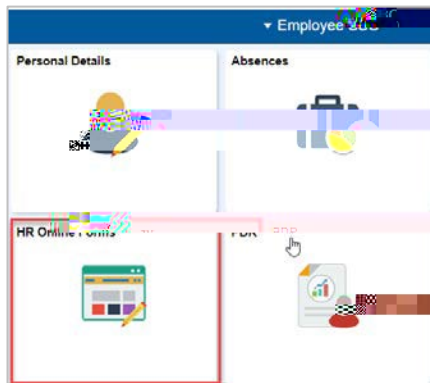 Employee
Personal Details
Absences
HR Online Forms
PDR